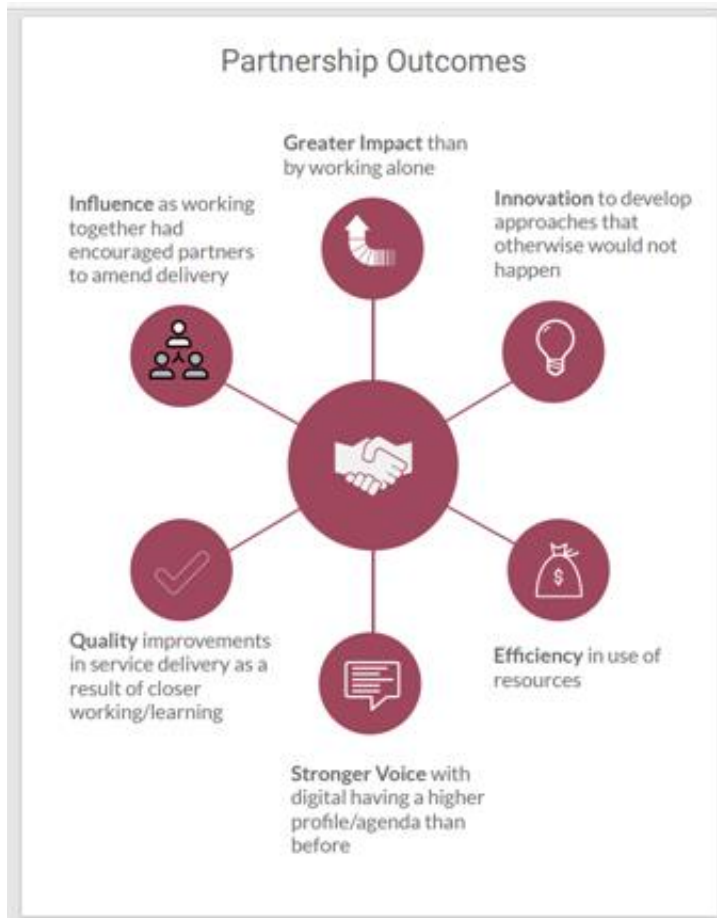 Partnership Outcomes
Greater Impact than
by working alone
Innovation to develop
approaches that
otherwise would not
happen
Influence as working
together had
encouraged partners
to amend delivery
$
Quality improvements
in service delivery as a
result of closer
working/learning
Efficiency in use of
resources
Stronger Voice with
digital having a higher
profile/agenda than
before